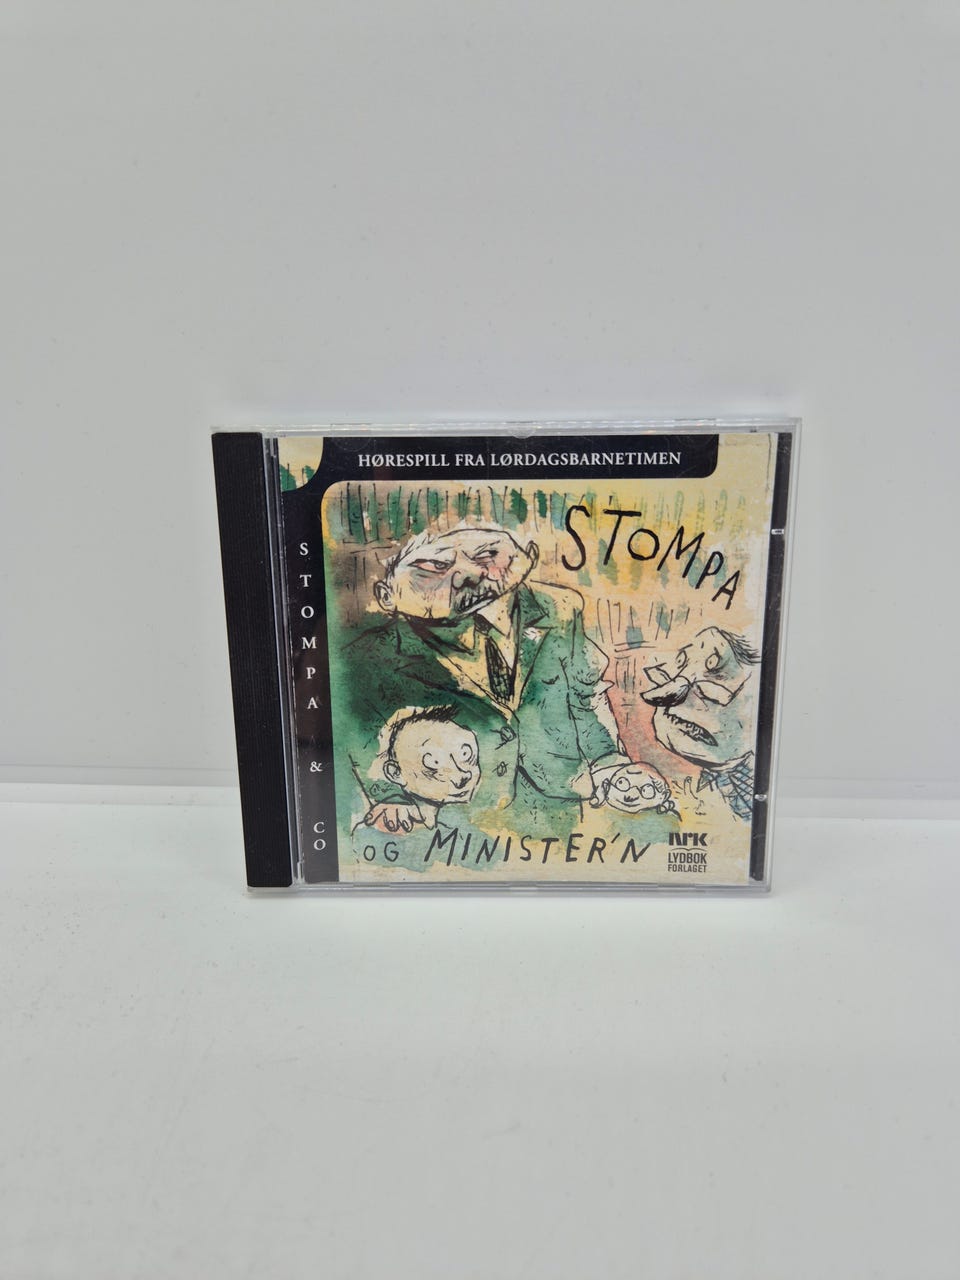 HØRESPILL FRA LØRDAGSBARNETIMEN
STOMPA & CO
STOMPA
OG MINISTER'N
NRK
LYDBOK
FORLAGET